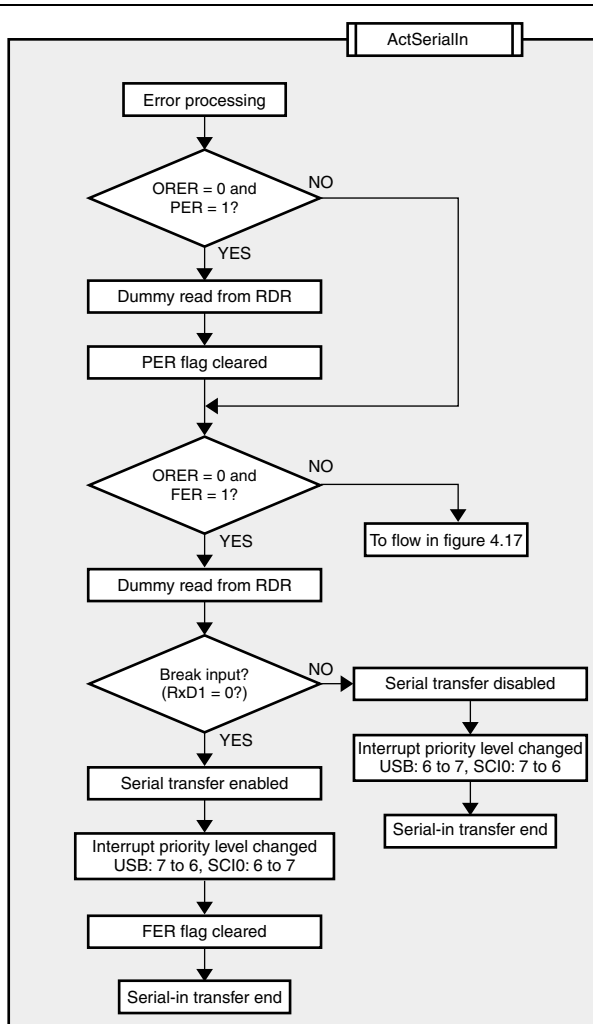 ActSerialIn
Error processing
ORER = 0 and
PER = 1?
NO
YES
Dummy read from RDR
PER flag cleared
ORER = 0 and
FER = 1?
NO
YES
To flow in figure 4.17
Dummy read from RDR
Break input?
(RxD1 = 0?)
NO
YES
Serial transfer disabled
Interrupt priority level changed
USB: 6 to 7, SCI0: 7 to 6
Serial-in transfer end
Serial transfer enabled
Interrupt priority level changed
USB: 7 to 6, SCI0: 6 to 7
FER flag cleared
Serial-in transfer end